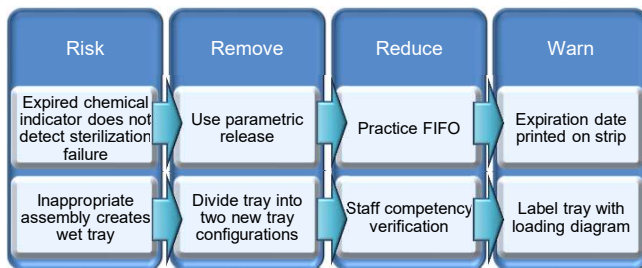 Risk
Remove
Reduce
Warn
Expired chemical
indicator does not
detect sterilization
failure
Use parametric
release
Practice FIFO
Expiration date
printed on strip
Inappropriate
assembly creates
wet tray
Divide tray into
two new tray
configurations
Staff competency
verification
Label tray with
loading diagram